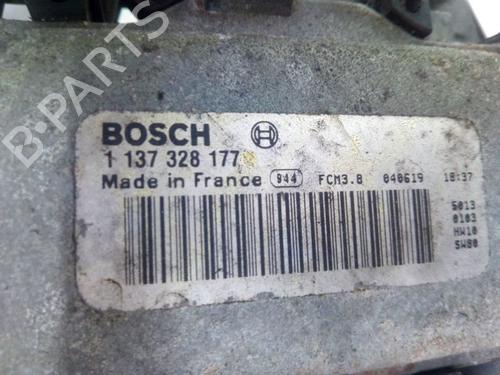 B-PARTS
BOSCH
1 137 328 177
Made in France 944 FCM3.8 040619 18:37
5013
0103
HW10
SW80